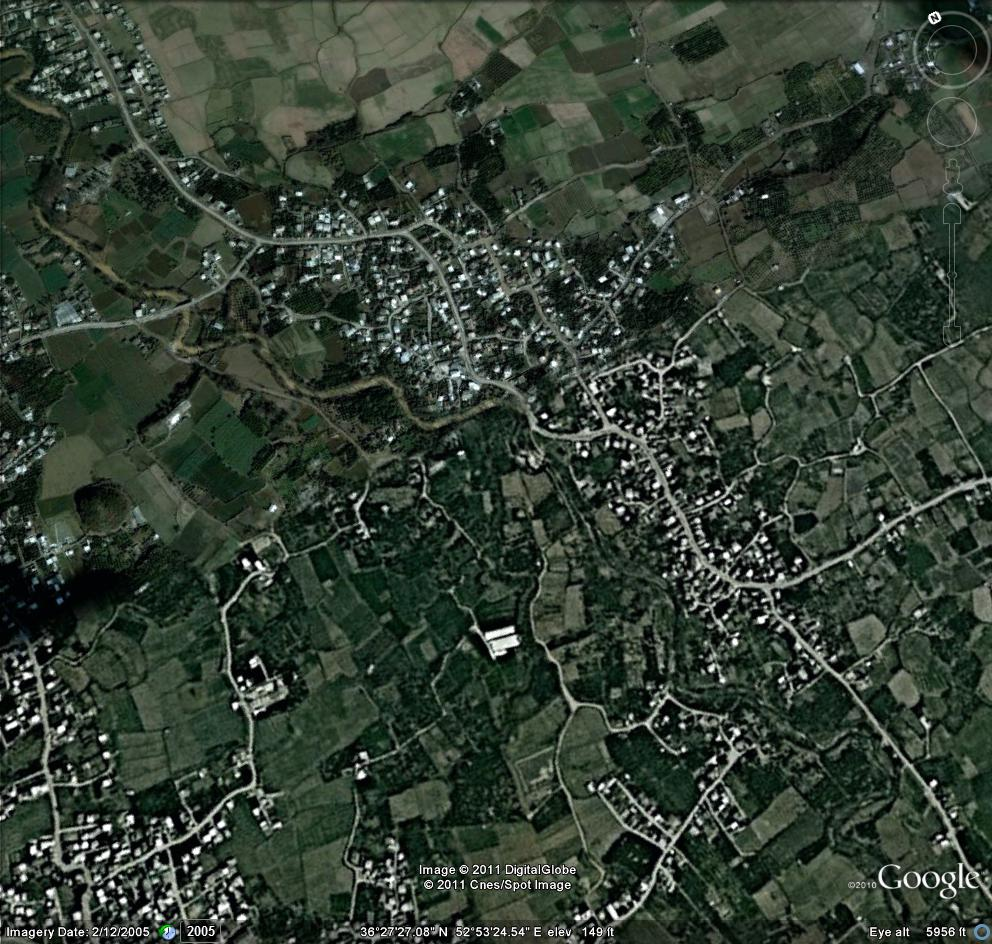 N
Image © 2011 DigitalGlobe
© 2011 Cnes/Spot Image
©2010 Google
Imagery Date: 2/12/2005 2005 36°27'27.08" N 52°53'24.54" E elev 149 ft Eye alt 5956 ft